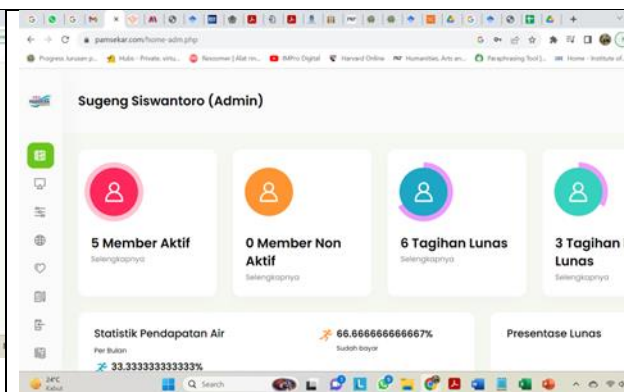 pamsekar.com/home-adm.php
Sugeng Siswantoro (Admin)
5 Member Aktif
Selengkapnya
0 Member Non
Aktif
Selengkapnya
6 Tagihan Lunas
Selengkapnya
3 Tagihan
Lunas
Selengkapnya
Statistik Pendapatan Air
Per Bulan
33.333333333333%
66.666666666667%
Sudah bayar
Presentase Lunas
24°C
Kabut
Search